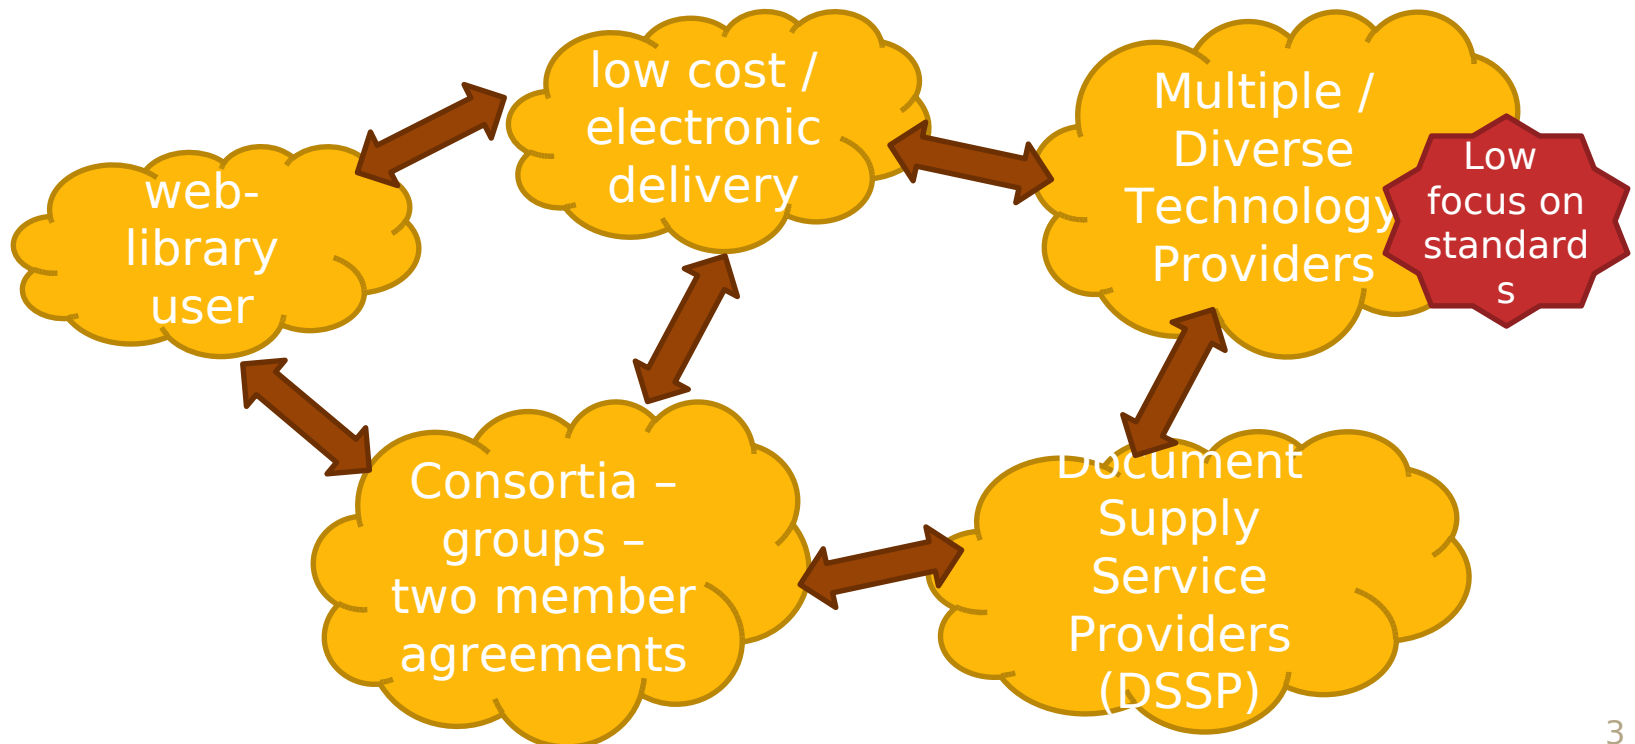 low cost /
electronic
delivery
Multiple /
Diverse
Technology
Providers
Low
focus on
standard
s
web-
library
user
Consortia –
groups –
two member
agreements
Document
Supply
Service
Providers
(DSSP)
3